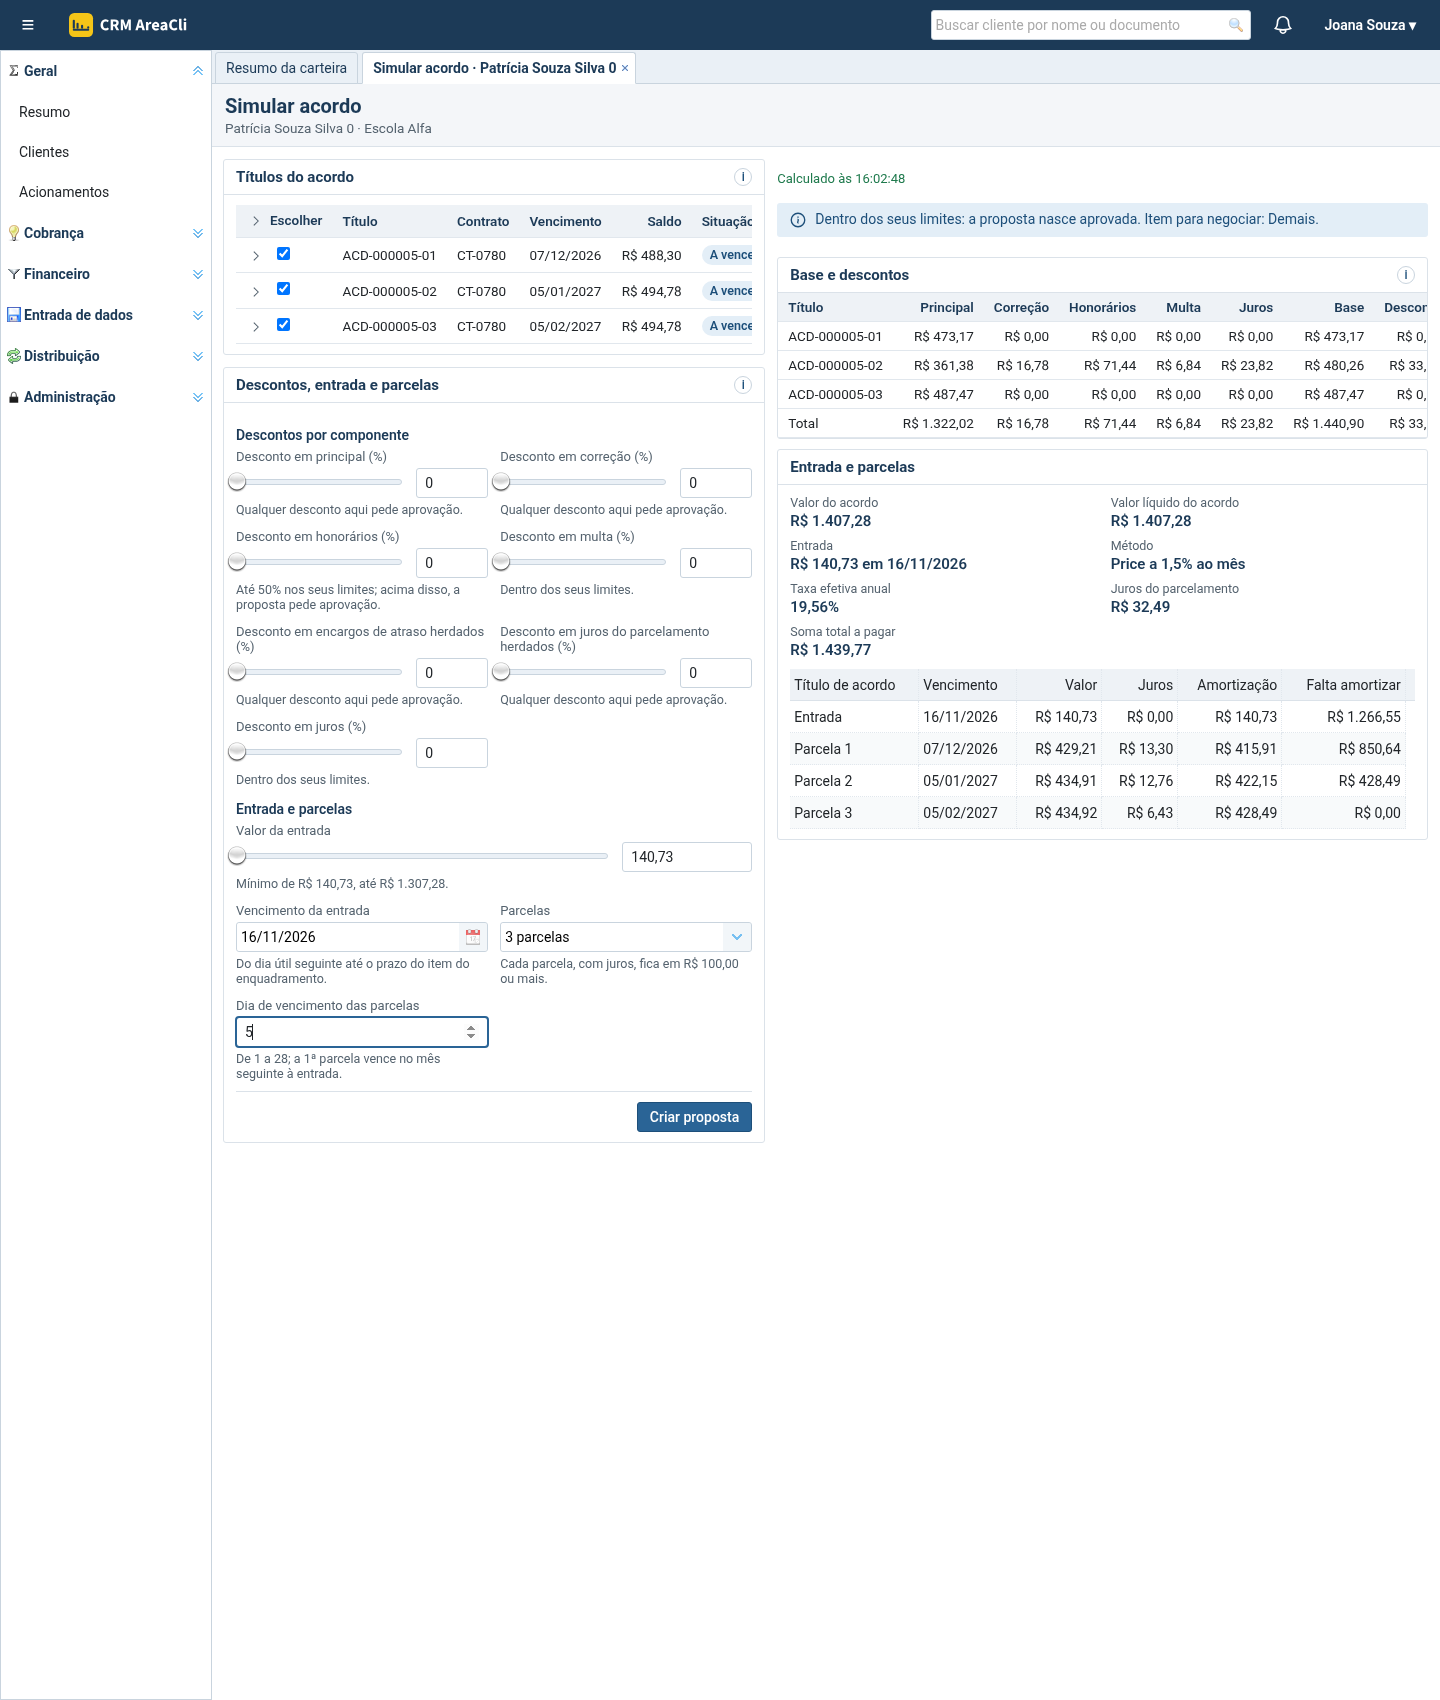 CRM AreaCli
Buscar cliente por nome ou documento
Joana Souza ▾
Σ Geral
Resumo
Clientes
Acionamentos
Cobrança
Financeiro
Entrada de dados
Distribuição
Administração
Resumo da carteira
Simular acordo · Patrícia Souza Silva 0 ×
Simular acordo
Patrícia Souza Silva 0 · Escola Alfa
Títulos do acordo
i
Escolher Título Contrato Vencimento Saldo Situação
ACD-000005-01 CT-0780 07/12/2026 R$ 488,30 A vence
ACD-000005-02 CT-0780 05/01/2027 R$ 494,78 A vence
ACD-000005-03 CT-0780 05/02/2027 R$ 494,78 A vence
Descontos, entrada e parcelas
i
Descontos por componente
Desconto em principal (%)
0
Qualquer desconto aqui pede aprovação.
Desconto em correção (%)
0
Qualquer desconto aqui pede aprovação.
Desconto em honorários (%)
0
Até 50% nos seus limites; acima disso, a
proposta pede aprovação.
Desconto em multa (%)
0
Dentro dos seus limites.
Desconto em encargos de atraso herdados
(%)
0
Qualquer desconto aqui pede aprovação.
Desconto em juros do parcelamento
herdados (%)
0
Qualquer desconto aqui pede aprovação.
Desconto em juros (%)
0
Dentro dos seus limites.
Entrada e parcelas
Valor da entrada
140,73
Mínimo de R$ 140,73, até R$ 1.307,28.
Vencimento da entrada
16/11/2026
Do dia útil seguinte até o prazo do item do
enquadramento.
Parcelas
3 parcelas
Cada parcela, com juros, fica em R$ 100,00
ou mais.
Dia de vencimento das parcelas
5
De 1 a 28; a 1ª parcela vence no mês
seguinte à entrada.
Criar proposta
Calculado às 16:02:48
Dentro dos seus limites: a proposta nasce aprovada. Item para negociar: Demais.
Base e descontos
i
Título Principal Correção Honorários Multa Juros Base Descon
ACD-000005-01 R$ 473,17 R$ 0,00 R$ 0,00 R$ 0,00 R$ 0,00 R$ 473,17 R$ 0,
ACD-000005-02 R$ 361,38 R$ 16,78 R$ 71,44 R$ 6,84 R$ 23,82 R$ 480,26 R$ 33,
ACD-000005-03 R$ 487,47 R$ 0,00 R$ 0,00 R$ 0,00 R$ 0,00 R$ 487,47 R$ 0,
Total R$ 1.322,02 R$ 16,78 R$ 71,44 R$ 6,84 R$ 23,82 R$ 1.440,90 R$ 33,
Entrada e parcelas
Valor do acordo
R$ 1.407,28
Valor líquido do acordo
R$ 1.407,28
Entrada
R$ 140,73 em 16/11/2026
Método
Price a 1,5% ao mês
Taxa efetiva anual
19,56%
Juros do parcelamento
R$ 32,49
Soma total a pagar
R$ 1.439,77
Título de acordo Vencimento Valor Juros Amortização Falta amortizar
Entrada 16/11/2026 R$ 140,73 R$ 0,00 R$ 140,73 R$ 1.266,55
Parcela 1 07/12/2026 R$ 429,21 R$ 13,30 R$ 415,91 R$ 850,64
Parcela 2 05/01/2027 R$ 434,91 R$ 12,76 R$ 422,15 R$ 428,49
Parcela 3 05/02/2027 R$ 434,92 R$ 6,43 R$ 428,49 R$ 0,00